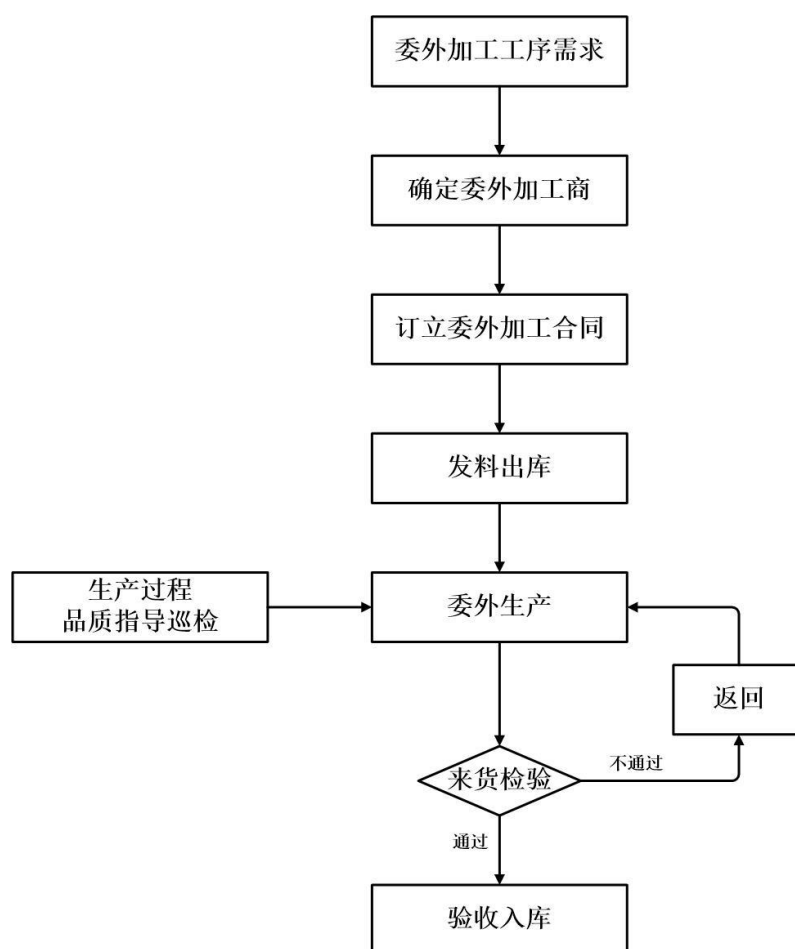 委外加工工序需求
确定委外加工商
订立委外加工合同
发料出库
生产过程
品质指导巡检
委外生产
返回
来货检验
不通过
通过
验收入库